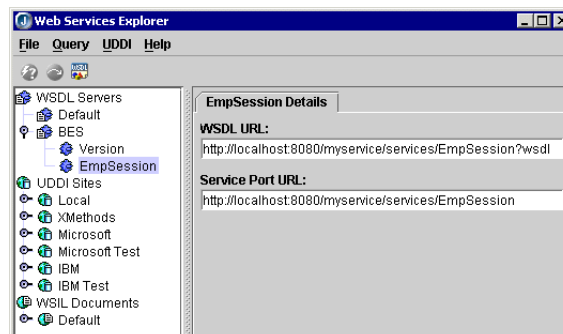 Web Services Explorer
File Query UDDI Help
WSDL
WSDL Servers
Default
BES
Version
EmpSession
UDDI Sites
Local
XMethods
Microsoft
Microsoft Test
IBM
IBM Test
WSIL Documents
Default
EmpSession Details
WSDL URL:
http://localhost:8080/myservice/services/EmpSession?wsdl
Service Port URL:
http://localhost:8080/myservice/services/EmpSession